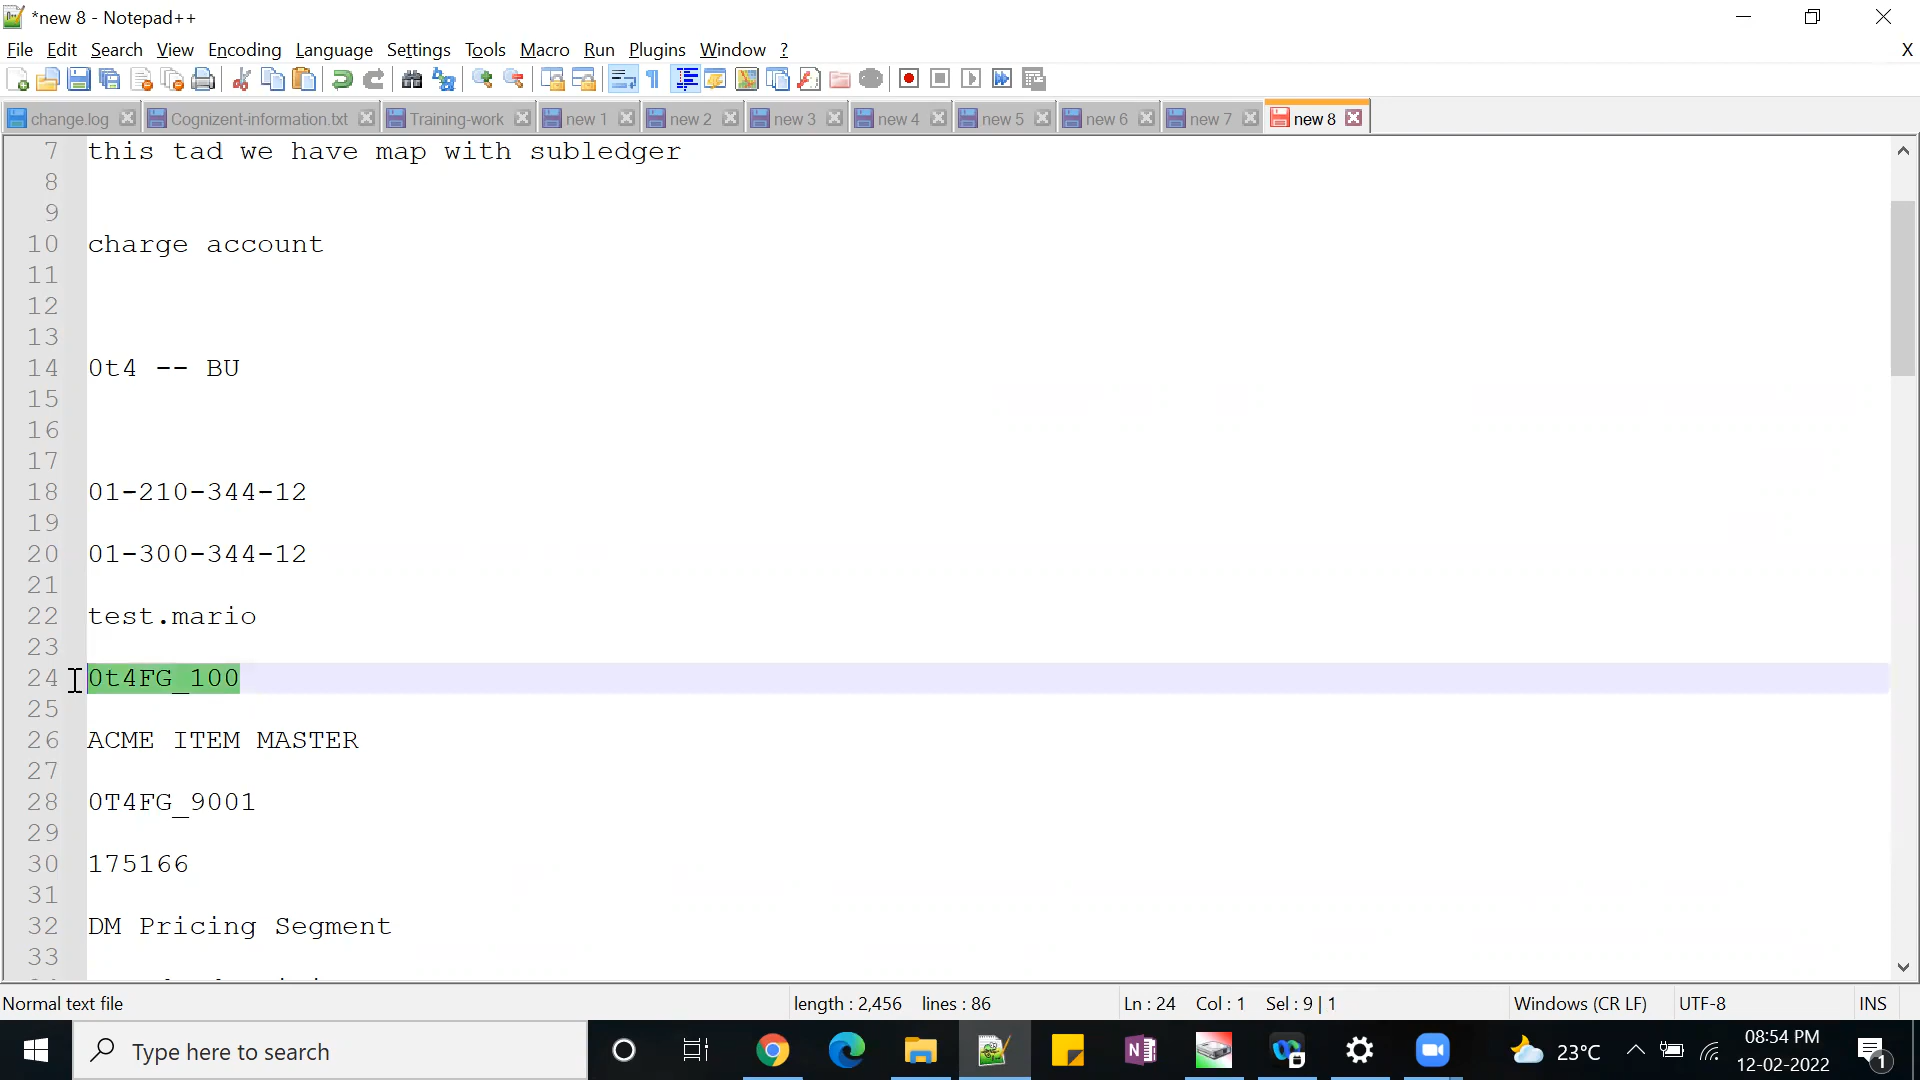 *new 8 - Notepad++
File Edit Search View Encoding Language Settings Tools Macro Run Plugins Window ? X
change.log Cognizent-information.txt Training-work new 1 new 2 new 3 new 4 new 5 new 6 new 7 new 8
7 this tad we have map with subledger
8
9
10 charge account
11
12
13
14 0t4 -- BU
15
16
17
18 01-210-344-12
19
20 01-300-344-12
21
22 test.mario
23
24 0t4FG_100
25
26 ACME ITEM MASTER
27
28 0T4FG_9001
29
30 175166
31
32 DM Pricing Segment
33
Normal text file length : 2,456 lines : 86 Ln : 24 Col : 1 Sel : 9 | 1 Windows (CR LF) UTF-8 INS
Type here to search 23°C 08:54 PM
12-02-2022 1